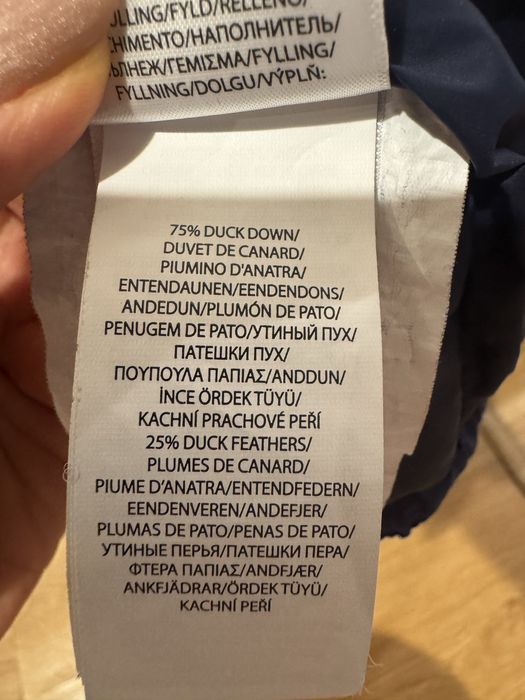 FYLD/RELLENO/
CHIMENTO/НАПОЛНИТЕЛЬ/
ΓΕΜΙΣΜΑ/FYLLING/
FYLLNING/DOLGU/VÝPLŇ:
75% DUCK DOWN/
DUVET DE CANARD/
PIUMINO D'ANATRA/
ENTENDAUNEN/EENDENDONS/
ANDEDUN/PLUMÓN DE PATO/
PENUGEM DE PATO/УТИНЫЙ ПУХ/
ПАТЕШКИ ПУХ/
ΠΟΥΠΟΥΛΑ ΠΑΠΙΑΣ/ANDDUN/
İNCE ÖRDEK TÜYÜ/
KACHNÍ PRACHOVÉ PEŘÍ
25% DUCK FEATHERS/
PLUMES DE CANARD/
PIUME D'ANATRA/ENTENDFEDERN/
EENDENVEREN/ANDEFJER/
PLUMAS DE PATO/PENAS DE PATO/
УТИНЫЕ ПЕРЬЯ/ПАТЕШКИ ПЕРА/
ΦΤΕΡΑ ΠΑΠΙΑΣ/ANDFJÆR/
ANKFJÄDRAR/ÖRDEK TÜYÜ/
KACHNÍ PEŘÍ